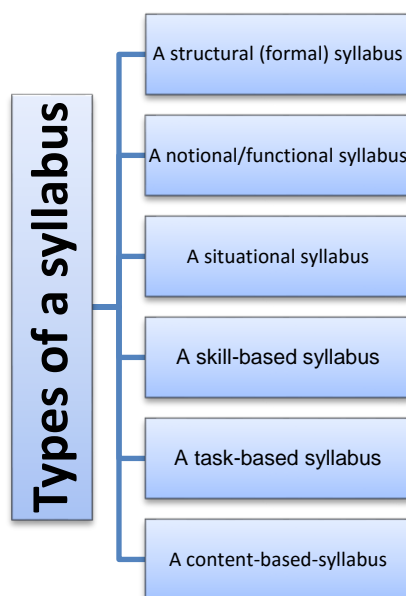 Types of a syllabus
A structural (formal) syllabus
A notional/functional syllabus
A situational syllabus
A skill-based syllabus
A task-based syllabus
A content-based-syllabus